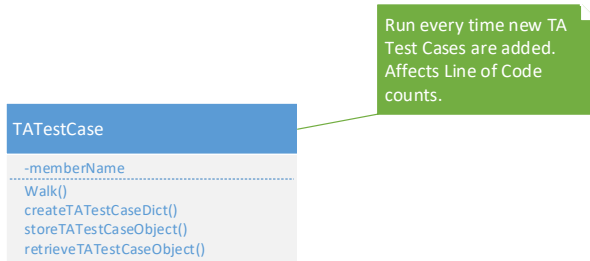 Run every time new TA
Test Cases are added.
Affects Line of Code
counts.
TATestCase
-memberName
Walk()
createTATestCaseDict()
storeTATestCaseObject()
retrieveTATestCaseObject()